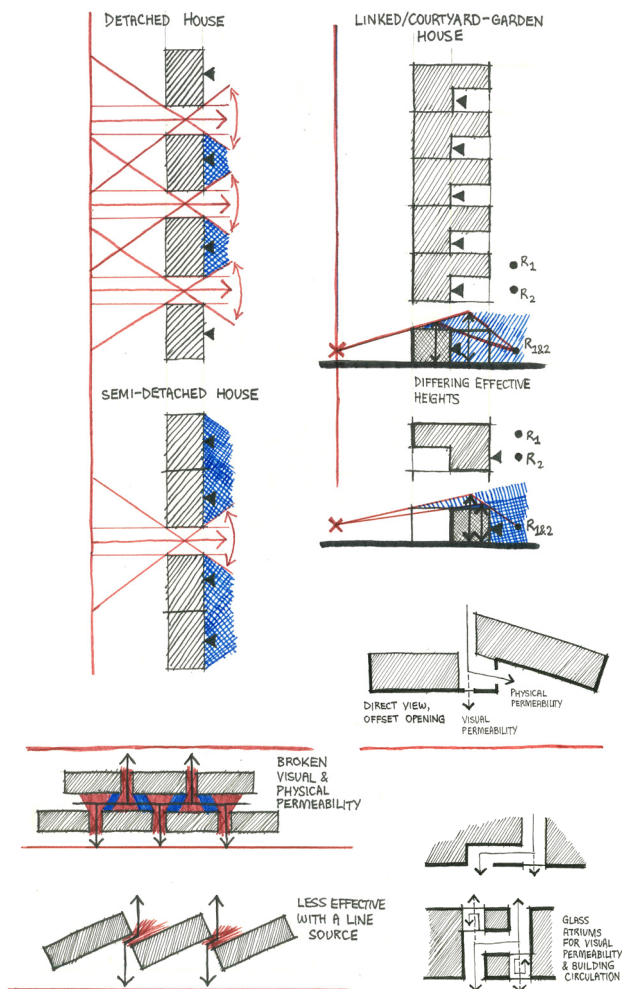 DETACHED HOUSE
LINKED/COURTYARD-GARDEN
HOUSE
R1
R2
R1&2
DIFFERING EFFECTIVE
HEIGHTS
SEMI-DETACHED HOUSE
R1
R2
R1&2
DIRECT VIEW,
OFFSET OPENING
PHYSICAL
PERMEABILITY
VISUAL
PERMEABILITY
BROKEN
VISUAL &
PHYSICAL
PERMEABILITY
LESS EFFECTIVE
WITH A LINE
SOURCE
GLASS
ATRIUMS
FOR VISUAL
PERMEABILITY
& BUILDING
CIRCULATION